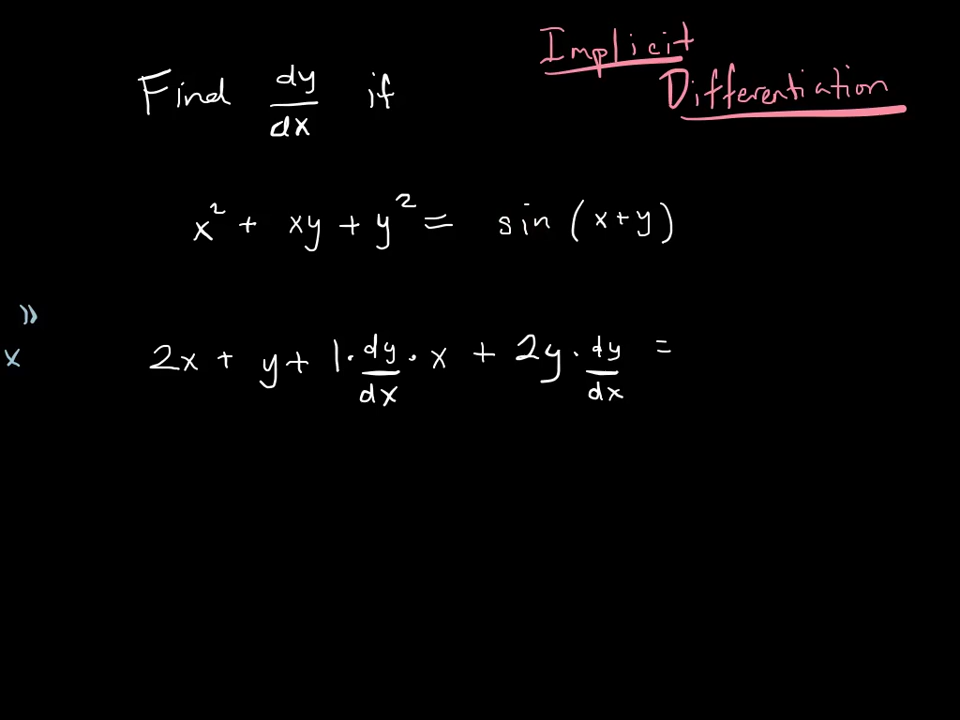 Implicit
Differentiation
Find dy/dx if
x² + xy + y² = sin (x+y)
»
x
2x + y + 1 · dy/dx · x + 2y · dy/dx =